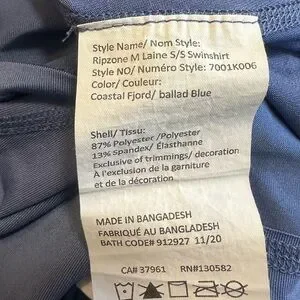 Style Name/ Nom Style:
Ripzone M Laine S/S Swinshirt
Style NO/ Numéro Style: 7001K006
Color/ Couleur:
Coastal Fjord/ ballad Blue
Shell/ Tissu:
87% Polyester /Polyester
13% Spandex/ Élasthanne
Exclusive of trimmings/ decoration
À l'exclusion de la garniture
et de la décoration
MADE IN BANGADESH
FABRIQUÉ AU BANGLADESH
BATH CODE# 912927 11/20
CA# 37961 RN#130582